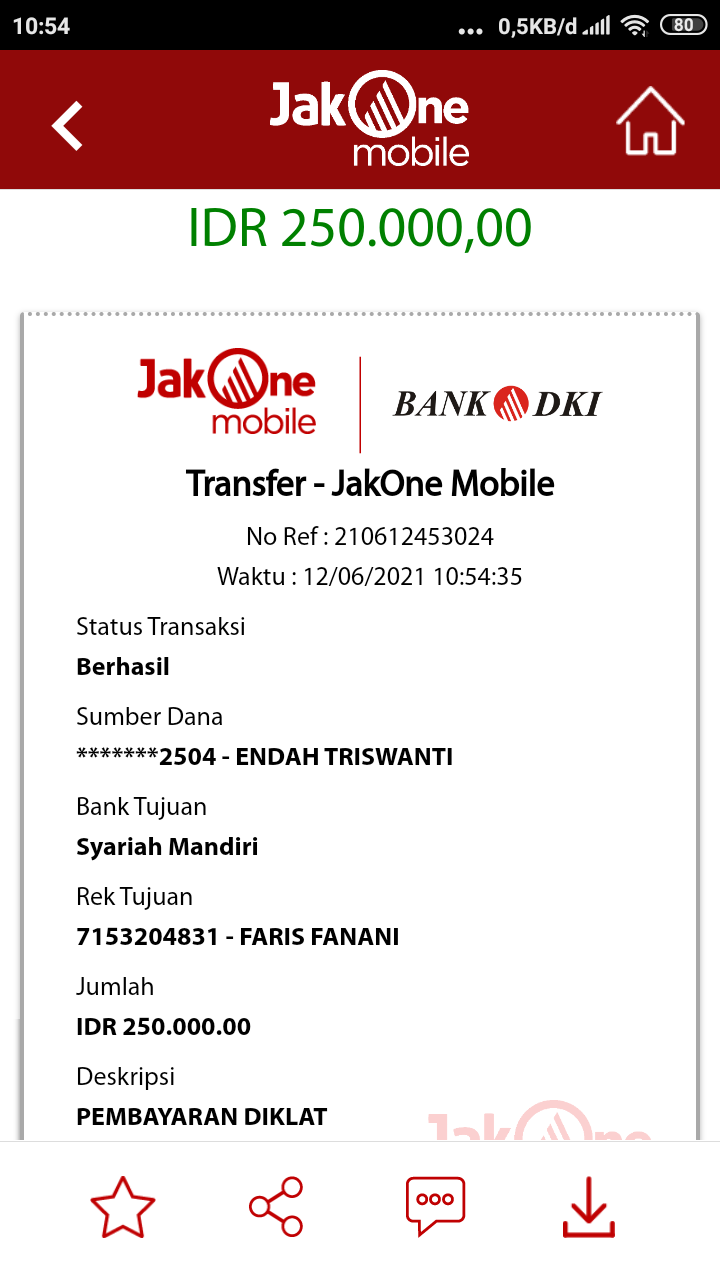 10:54
0,5KB/d
80
JakOne
mobile
IDR 250.000,00
JakOne
mobile
BANK DKI
Transfer - JakOne Mobile
No Ref : 210612453024
Waktu : 12/06/2021 10:54:35
Status Transaksi
Berhasil
Sumber Dana
*******2504 - ENDAH TRISWANTI
Bank Tujuan
Syariah Mandiri
Rek Tujuan
7153204831 - FARIS FANANI
Jumlah
IDR 250.000.00
Deskripsi
PEMBAYARAN DIKLAT
JakOne